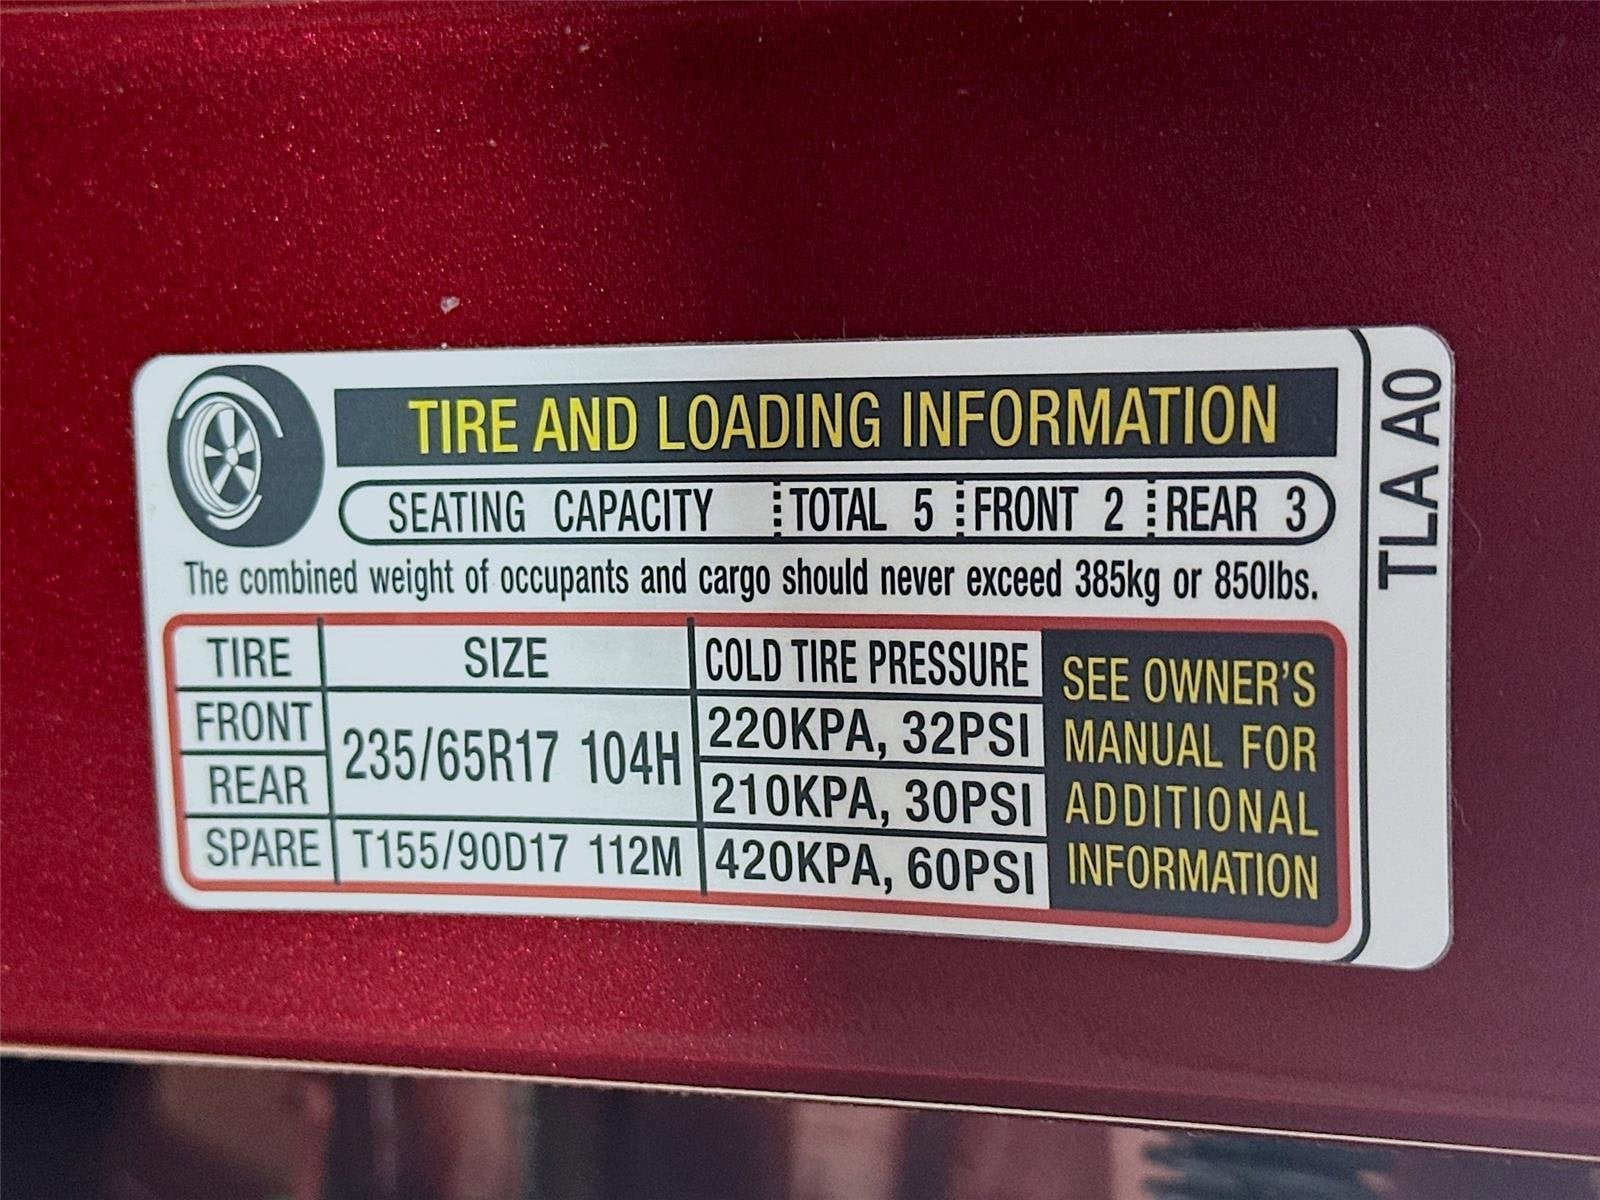 TIRE AND LOADING INFORMATION
SEATING CAPACITY TOTAL 5 FRONT 2 REAR 3
The combined weight of occupants and cargo should never exceed 385kg or 850lbs.
TIRE SIZE COLD TIRE PRESSURE
FRONT 235/65R17 104H 220KPA, 32PSI
REAR 210KPA, 30PSI
SPARE T155/90D17 112M 420KPA, 60PSI
SEE OWNER'S
MANUAL FOR
ADDITIONAL
INFORMATION
TLA A0